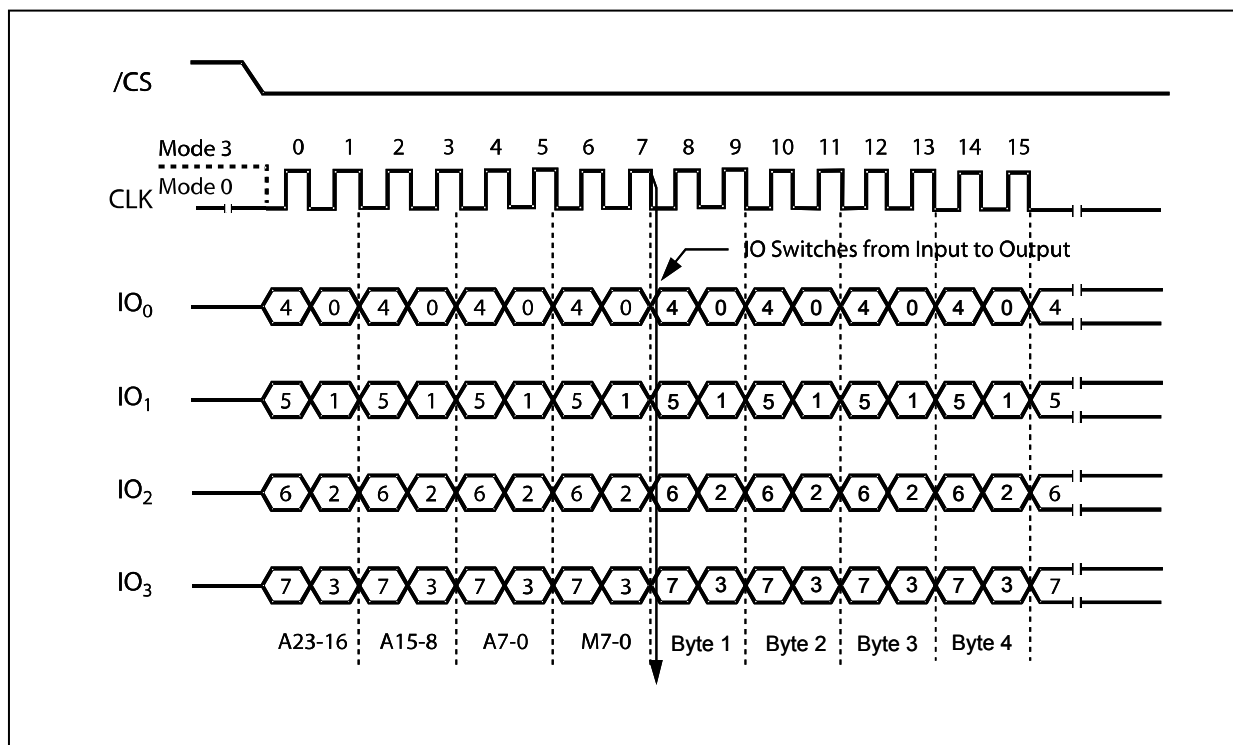 /CS
Mode 3
0 1 2 3 4 5 6 7 8 9 10 11 12 13 14 15
Mode 0
CLK
IO Switches from Input to Output
IO0 4 0 4 0 4 0 4 0 4 0 4 0 4 0 4 0 4
IO1 5 1 5 1 5 1 5 1 5 1 5 1 5 1 5 1 5
IO2 6 2 6 2 6 2 6 2 6 2 6 2 6 2 6 2 6
IO3 7 3 7 3 7 3 7 3 7 3 7 3 7 3 7 3 7
A23-16 A15-8 A7-0 M7-0 Byte 1 Byte 2 Byte 3 Byte 4